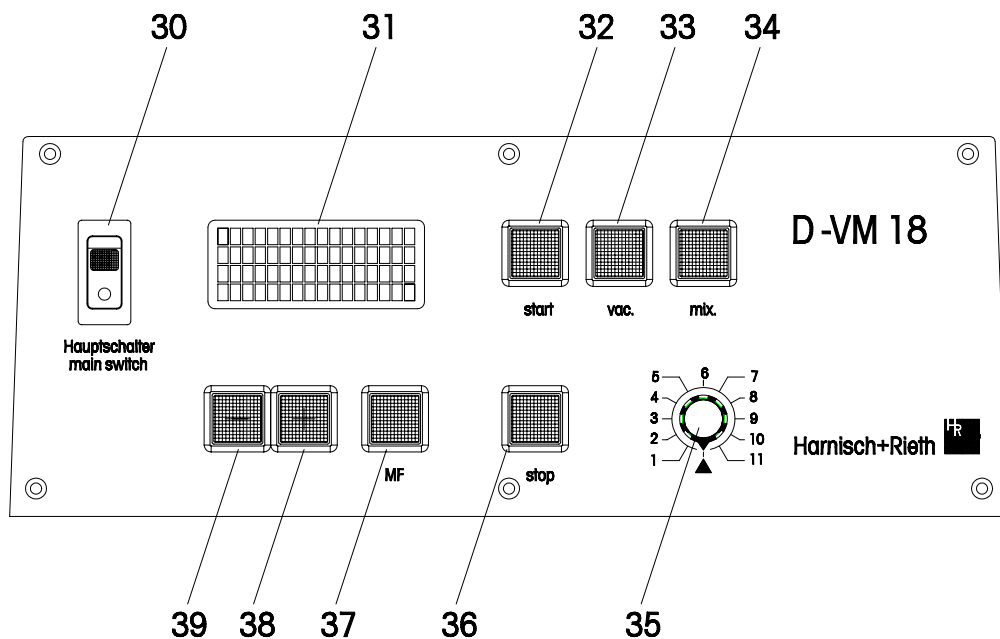 30 31 32 33 34
D-VM 18
start vac. mix.
Hauptschalter
main switch
5 6 7
4 8
3 9
2 10
1 11
Harnisch+Rieth HR
MF stop
39 38 37 36 35